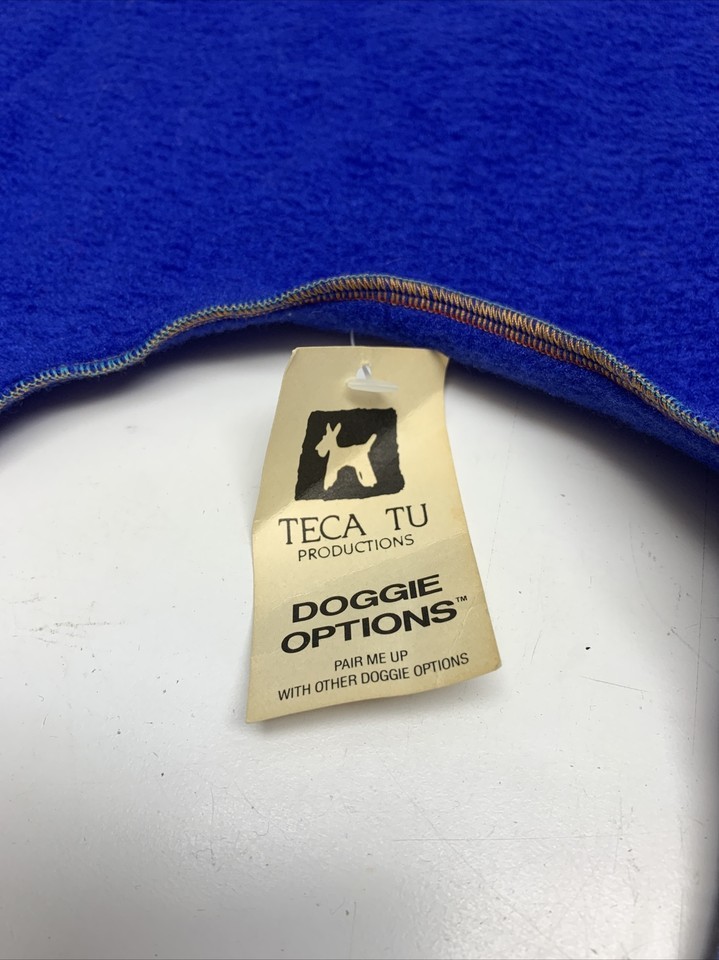 TECA TU
PRODUCTIONS
DOGGIE
OPTIONS™
PAIR ME UP
WITH OTHER DOGGIE OPTIONS